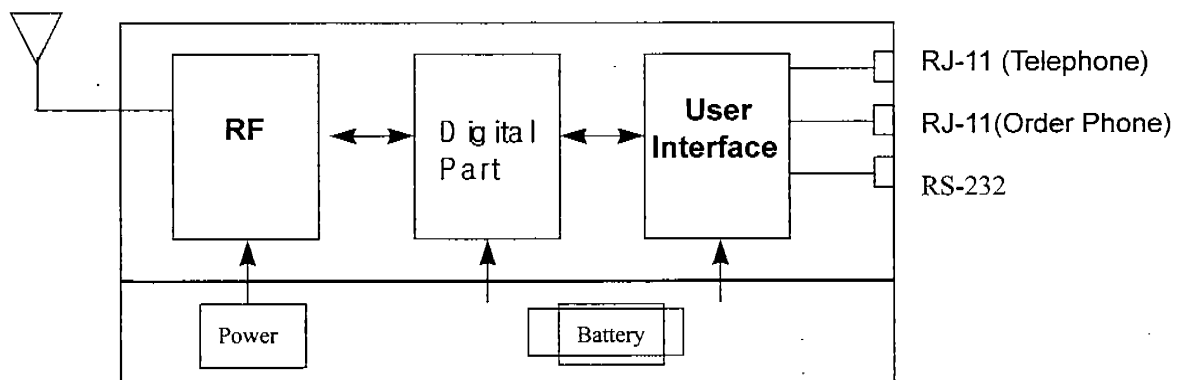 RF
Digital
Part
User
Interface
RJ-11 (Telephone)
RJ-11(Order Phone)
RS-232
Power
Battery